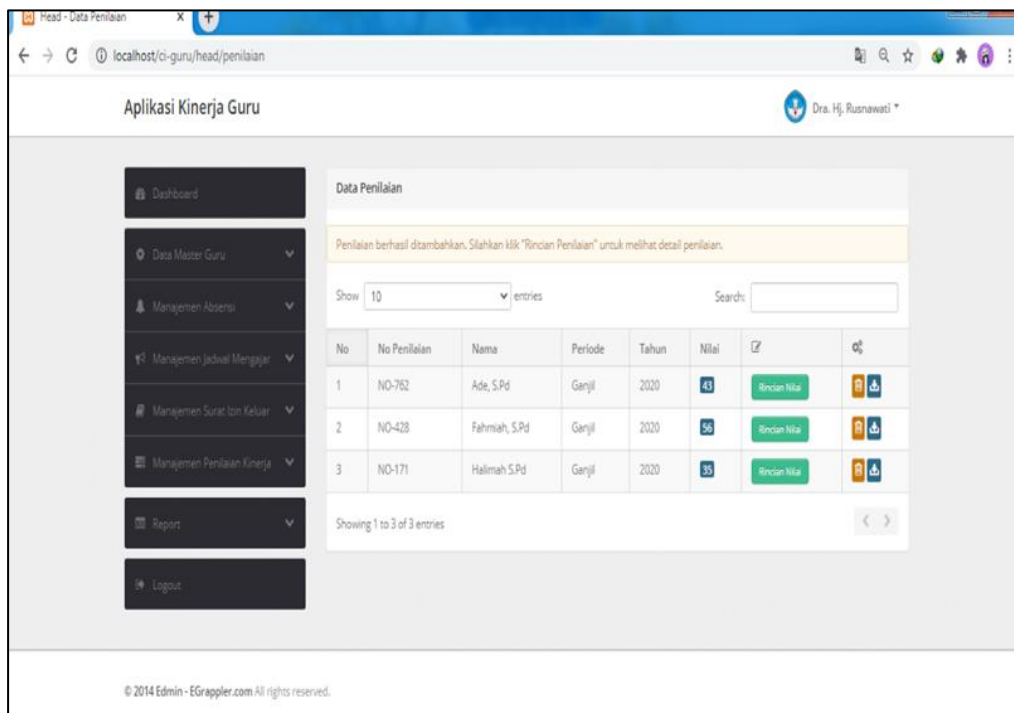 Head - Data Penilaian
localhost/ci-guru/head/penilaian
Aplikasi Kinerja Guru
Dra. Hj. Rusnawati
Dashboard
Data Master Guru
Manajemen Absensi
Manajemen Jadwal Mengajar
Manajemen Surat Izin Keluar
Manajemen Penilaian Kinerja
Report
Logout
Data Penilaian
Penilaian berhasil ditambahkan. Silahkan klik "Rincian Penilaian" untuk melihat detail penilaian.
Show 10 entries Search:
No No Penilaian Nama Periode Tahun Nilai
1 NO-762 Ade, S.Pd Ganjil 2020 43 Rincian Nilai
2 NO-428 Fahmiah, S.Pd Ganjil 2020 56 Rincian Nilai
3 NO-171 Halimah S.Pd Ganjil 2020 35 Rincian Nilai
Showing 1 to 3 of 3 entries
© 2014 Edmin - EGrappler.com All rights reserved.